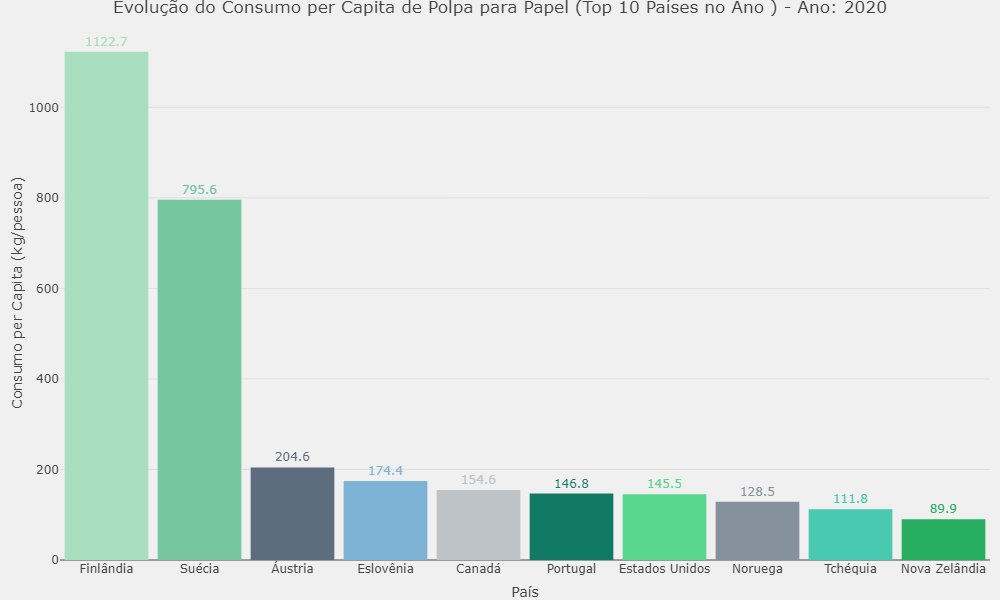 Evolução do Consumo per Capita de Polpa para Papel (Top 10 Países no Ano ) - Ano: 2020
1122.7
1000
795.6
800
600
400
204.6
174.4
154.6
146.8
145.5
128.5
111.8
89.9
200
0
Consumo per Capita (kg/pessoa)
Finlândia
Suécia
Áustria
Eslovênia
Canadá
Portugal
Estados Unidos
Noruega
Tchéquia
Nova Zelândia
País